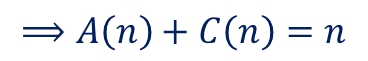 ⟹ A(n) + C(n) = n